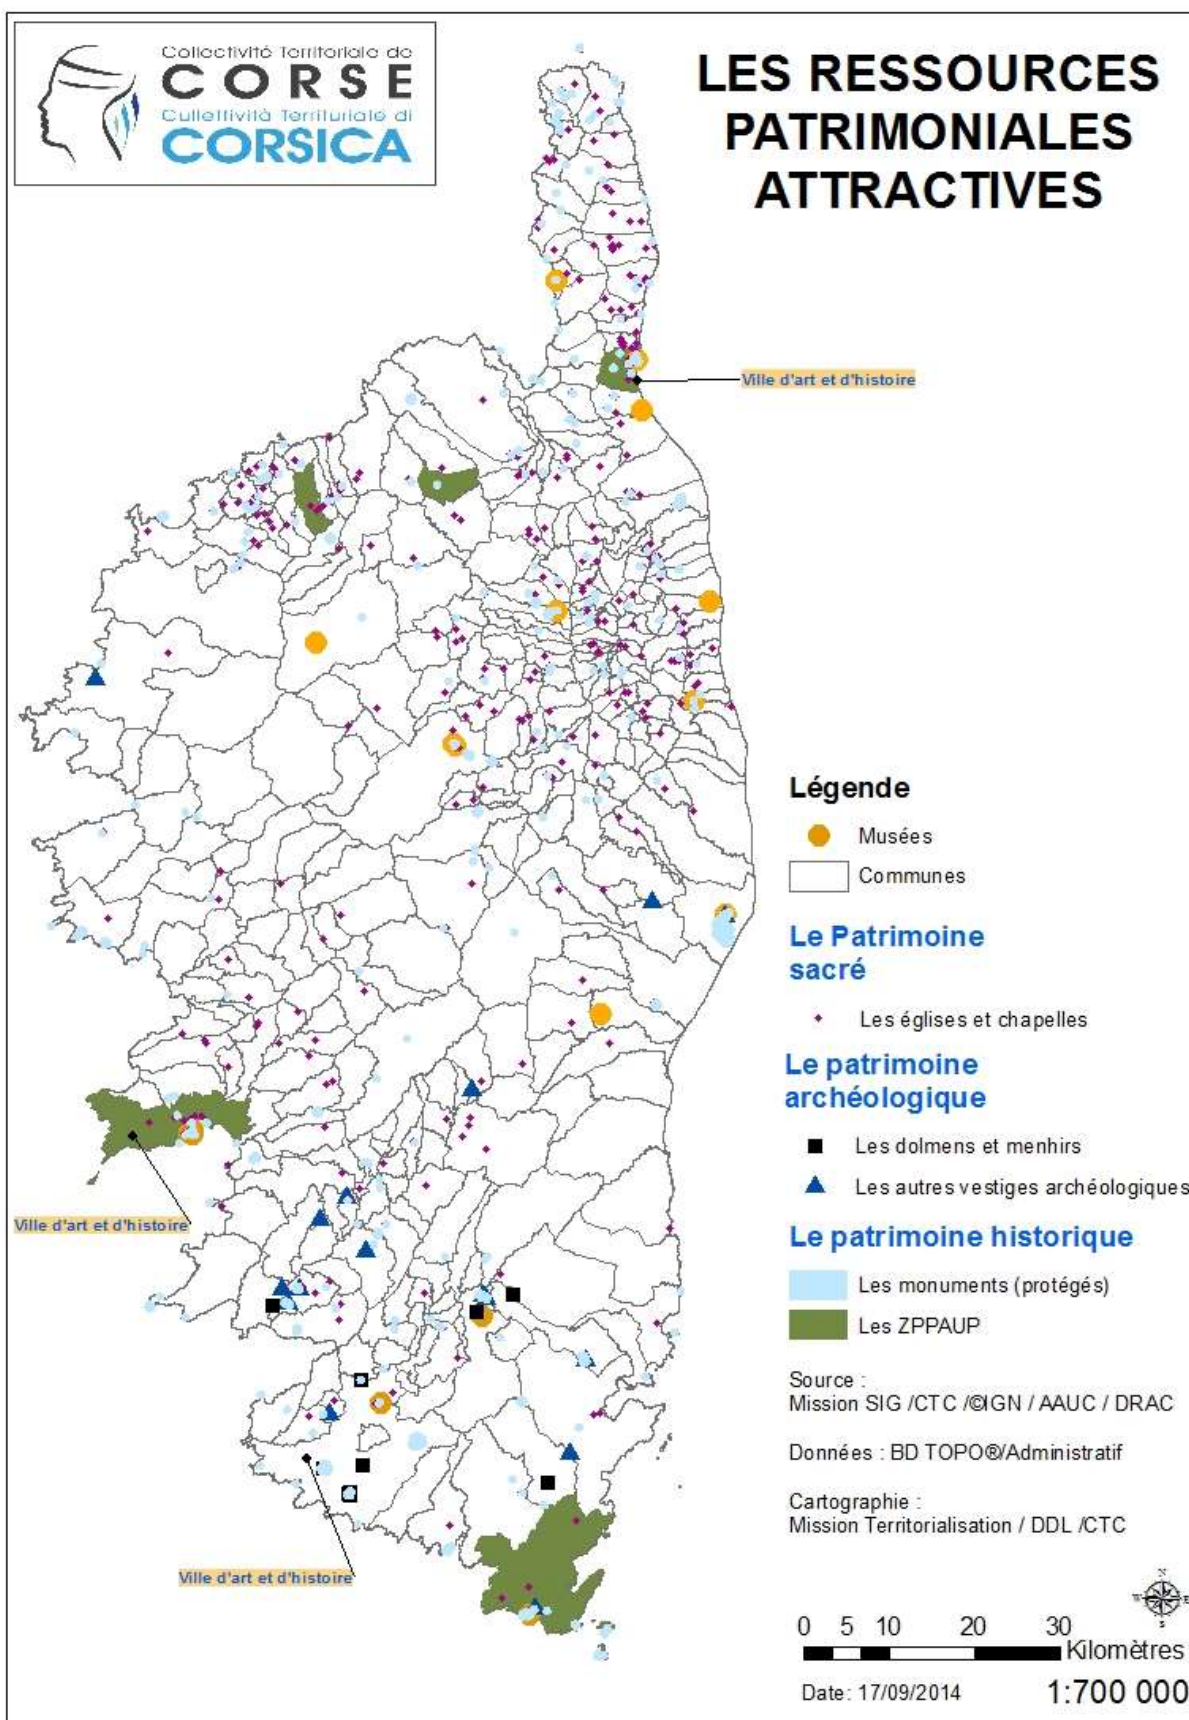 Collectivité Territoriale de
CORSE
Cullettività Territuriale di
CORSICA
LES RESSOURCES
PATRIMONIALES
ATTRACTIVES
Ville d'art et d'histoire
Ville d'art et d'histoire
Ville d'art et d'histoire
Légende
Musées
Communes
Le Patrimoine
sacré
Les églises et chapelles
Le patrimoine
archéologique
Les dolmens et menhirs
Les autres vestiges archéologiques
Le patrimoine historique
Les monuments (protégés)
Les ZPPAUP
Source :
Mission SIG /CTC /©IGN / AAUC / DRAC
Données : BD TOPO®/Administratif
Cartographie :
Mission Territorialisation / DDL /CTC
N
W E
S
0 5 10 20 30
Kilomètres
Date: 17/09/2014 1:700 000